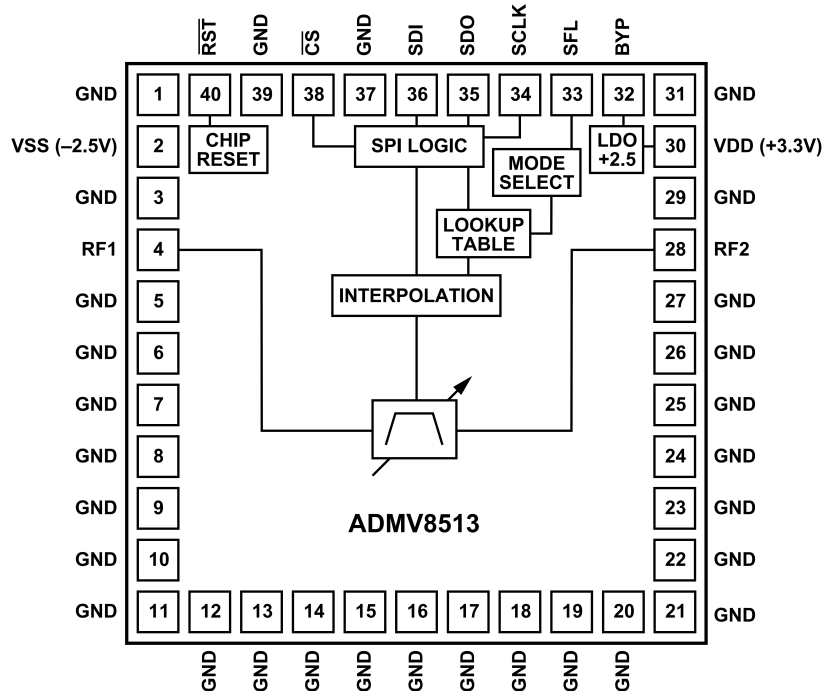 RST GND CS GND SDI SDO SCLK SFL BYP
GND 1 40 39 38 37 36 35 34 33 32 31 GND
VSS (–2.5V) 2 CHIP RESET SPI LOGIC LDO +2.5 30 VDD (+3.3V)
MODE SELECT
GND 3 29 GND
LOOKUP TABLE
RF1 4 28 RF2
GND 5 INTERPOLATION 27 GND
GND 6 26 GND
GND 7 25 GND
GND 8 24 GND
GND 9 23 GND
ADMV8513
GND 10 22 GND
GND 11 12 13 14 15 16 17 18 19 20 21 GND
GND GND GND GND GND GND GND GND GND